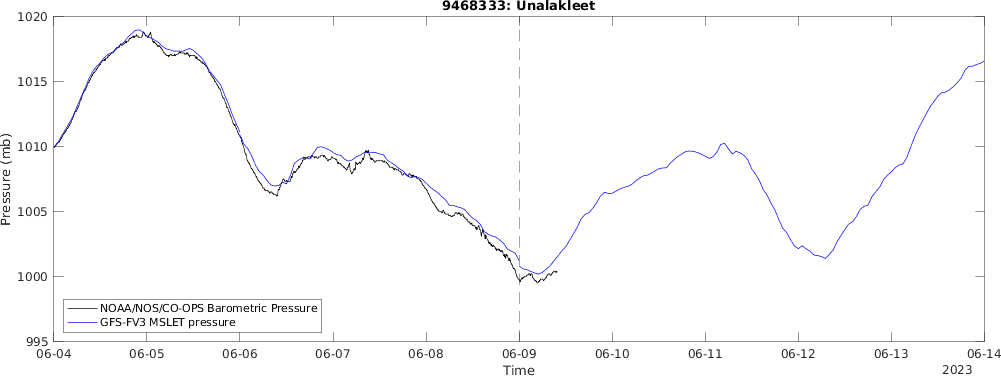 9468333: Unalakleet
Pressure (mb)
1020
1015
1010
1005
1000
995
NOAA/NOS/CO-OPS Barometric Pressure
GFS-FV3 MSLET pressure
06-04 06-05 06-06 06-07 06-08 06-09 06-10 06-11 06-12 06-13 06-14
Time
2023